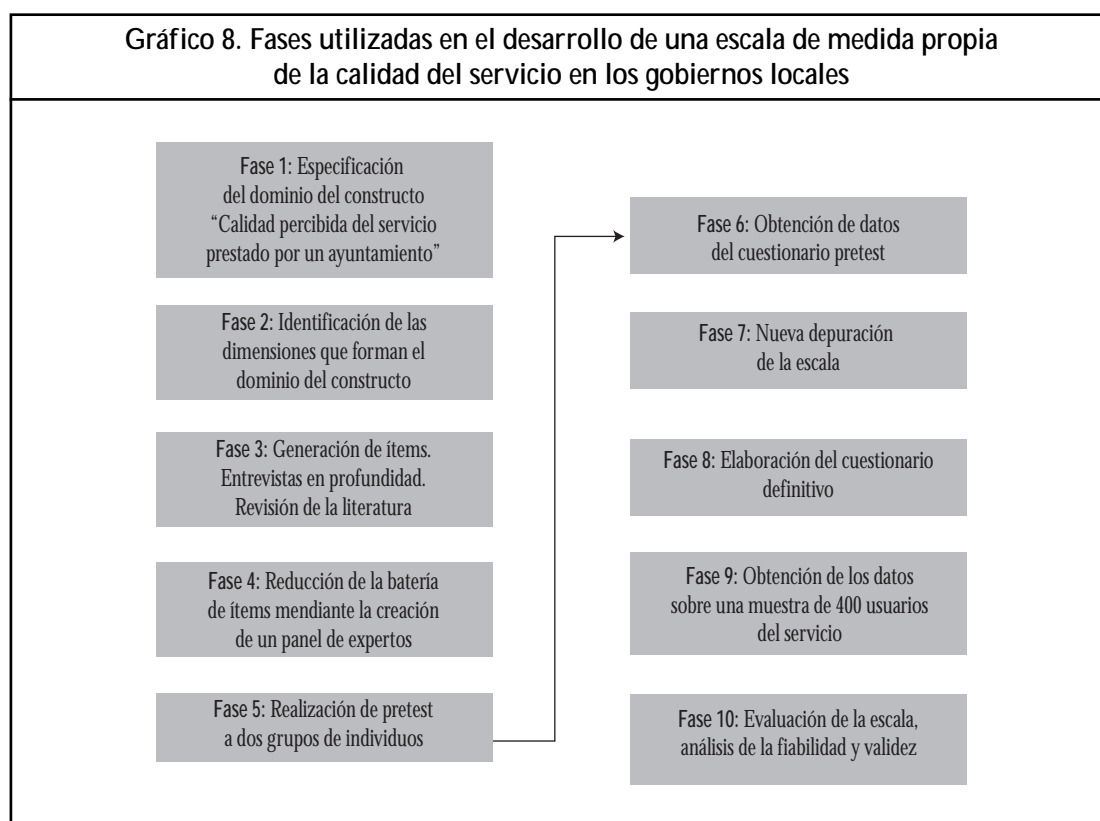 Gráfico 8. Fases utilizadas en el desarrollo de una escala de medida propia
de la calidad del servicio en los gobiernos locales
Fase 1: Especificación
del dominio del constructo
“Calidad percibida del servicio
prestado por un ayuntamiento”
Fase 2: Identificación de las
dimensiones que forman el
dominio del constructo
Fase 3: Generación de ítems.
Entrevistas en profundidad.
Revisión de la literatura
Fase 4: Reducción de la batería
de ítems mendiante la creación
de un panel de expertos
Fase 5: Realización de pretest
a dos grupos de individuos
Fase 6: Obtención de datos
del cuestionario pretest
Fase 7: Nueva depuración
de la escala
Fase 8: Elaboración del cuestionario
definitivo
Fase 9: Obtención de los datos
sobre una muestra de 400 usuarios
del servicio
Fase 10: Evaluación de la escala,
análisis de la fiabilidad y validez